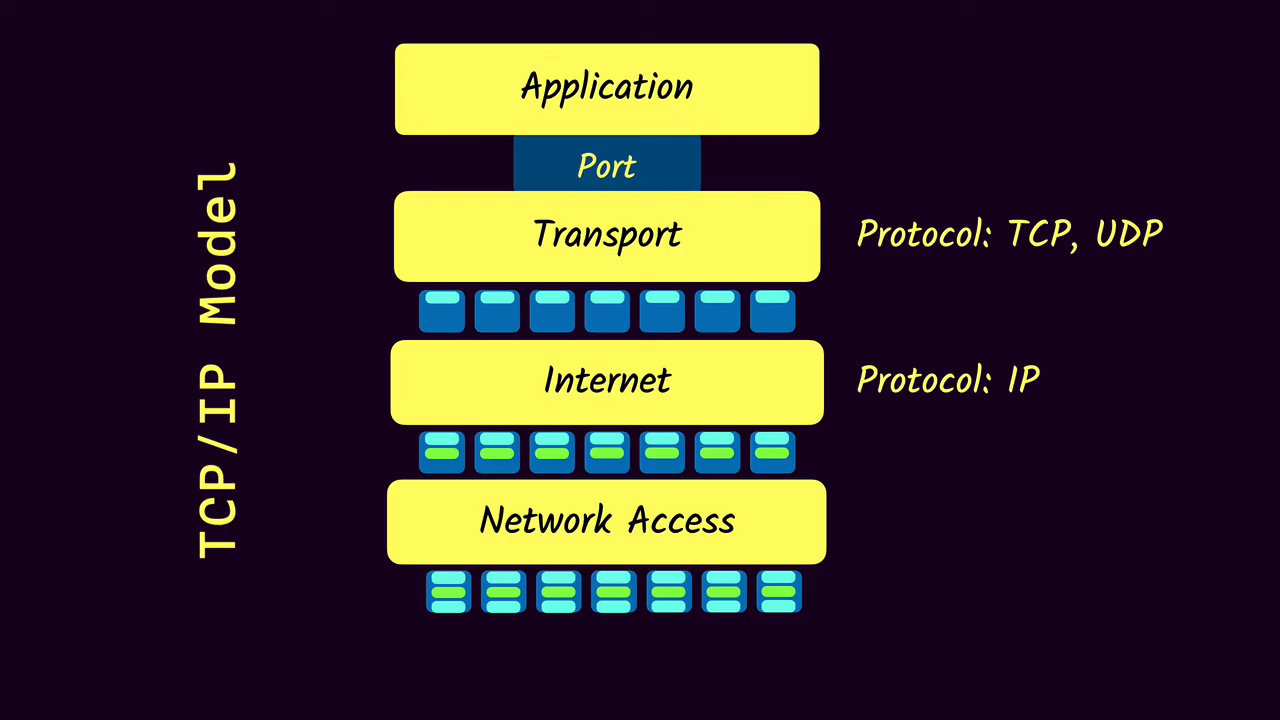 TCP/IP Model
Application
Port
Transport
Protocol: TCP, UDP
Internet
Protocol: IP
Network Access